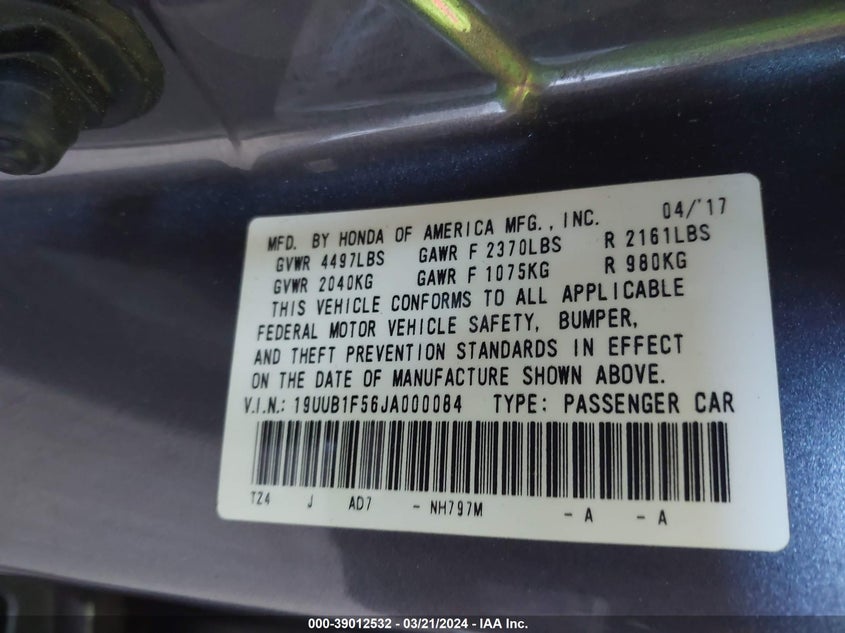 MFD. BY HONDA OF AMERICA MFG., INC. 04/'17
GVWR 4497LBS GAWR F 2370LBS R 2161LBS
GVWR 2040KG GAWR F 1075KG R 980KG
THIS VEHICLE CONFORMS TO ALL APPLICABLE
FEDERAL MOTOR VEHICLE SAFETY, BUMPER,
AND THEFT PREVENTION STANDARDS IN EFFECT
ON THE DATE OF MANUFACTURE SHOWN ABOVE.
V.I.N.: 19UUB1F56JA000084 TYPE: PASSENGER CAR
TZ4 J AD7 - NH797M - A - A
000-39012532 - 03/21/2024 - IAA Inc.